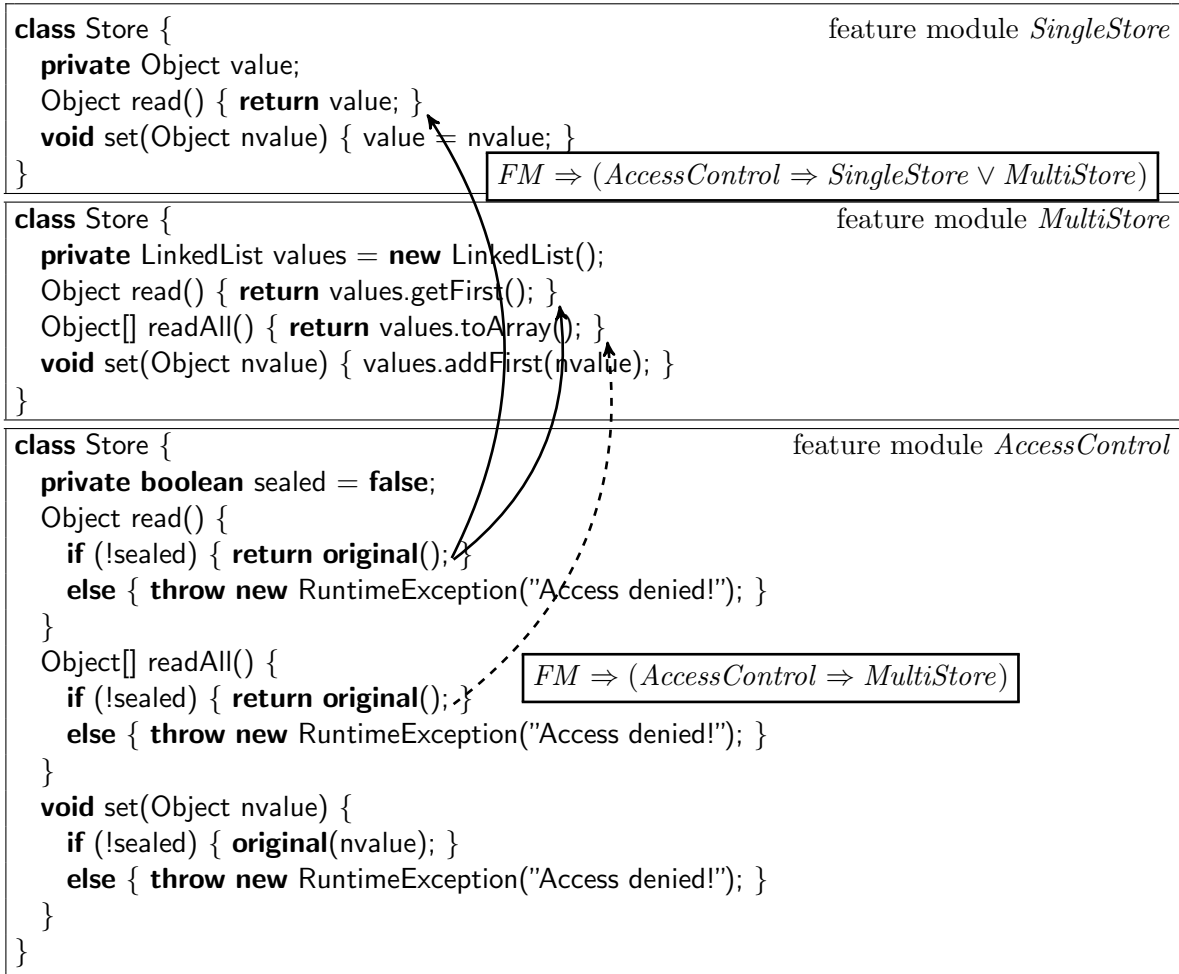 class Store { feature module SingleStore
private Object value;
Object read() { return value; }
void set(Object nvalue) { value = nvalue; }
}
FM ⇒ (AccessControl ⇒ SingleStore ∨ MultiStore)
class Store { feature module MultiStore
private LinkedList values = new LinkedList();
Object read() { return values.getFirst(); }
Object[] readAll() { return values.toArray(); }
void set(Object nvalue) { values.addFirst(nvalue); }
}
class Store { feature module AccessControl
private boolean sealed = false;
Object read() {
if (!sealed) { return original(); }
else { throw new RuntimeException("Access denied!"); }
}
Object[] readAll() {
FM ⇒ (AccessControl ⇒ MultiStore)
if (!sealed) { return original(); }
else { throw new RuntimeException("Access denied!"); }
}
void set(Object nvalue) {
if (!sealed) { original(nvalue); }
else { throw new RuntimeException("Access denied!"); }
}
}